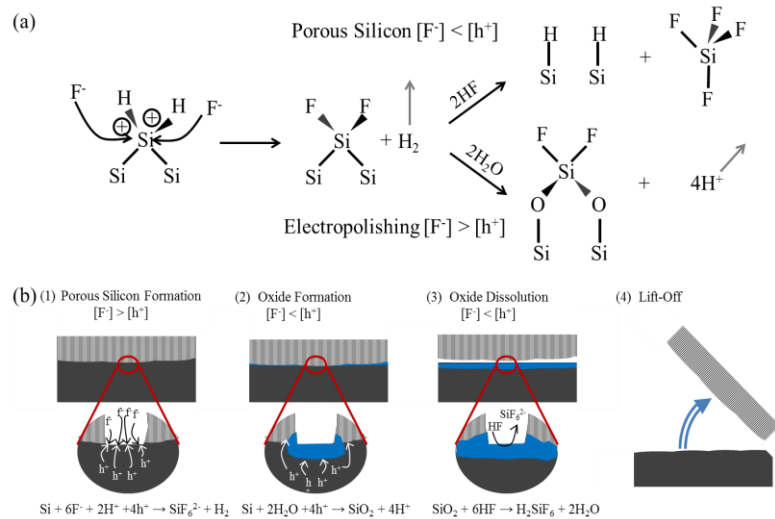 (a)
Porous Silicon [F⁻] < [h⁺]
H H
F
F
F
Si Si
+
Si
F
F⁻ H ⊕ ⊕ H F⁻
Si
Si Si
F F
Si
Si Si
+ H₂
2HF
2H₂O
F F
Si
O O
Si Si
+ 4H⁺
Electropolishing [F⁻] > [h⁺]
(b) (1) Porous Silicon Formation
[F⁻] > [h⁺]
(2) Oxide Formation
[F⁻] < [h⁺]
(3) Oxide Dissolution
[F⁻] < [h⁺]
(4) Lift-Off
f⁻ f⁻ f⁻ f⁻
h⁺ h⁺ h⁺ h⁺
h⁺ h⁺ h + h⁺ h⁺
HF SiF₆²⁻
Si + 6F⁻ + 2H⁺ +4h⁺ → SiF₆²⁻ + H₂
Si + 2H₂O +4h⁺ → SiO₂ + 4H⁺
SiO₂ + 6HF → H₂SiF₆ + 2H₂O